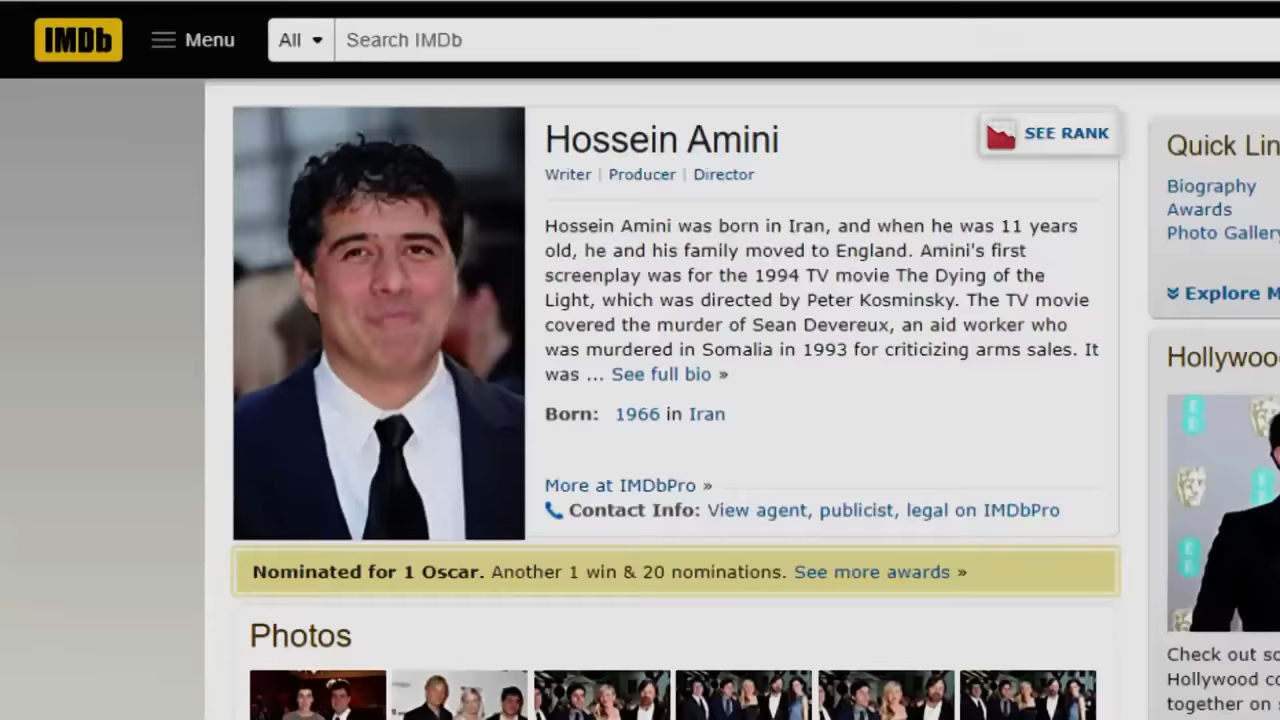 IMDb Menu All Search IMDb
Hossein Amini
SEE RANK
Writer | Producer | Director
Hossein Amini was born in Iran, and when he was 11 years
old, he and his family moved to England. Amini's first
screenplay was for the 1994 TV movie The Dying of the
Light, which was directed by Peter Kosminsky. The TV movie
covered the murder of Sean Devereux, an aid worker who
was murdered in Somalia in 1993 for criticizing arms sales. It
was ... See full bio »
Born: 1966 in Iran
More at IMDbPro »
Contact Info: View agent, publicist, legal on IMDbPro
Nominated for 1 Oscar. Another 1 win & 20 nominations. See more awards »
Photos
Quick Lin
Biography
Awards
Photo Gallery
Explore M
Hollywoo
Check out so
Hollywood co
together on